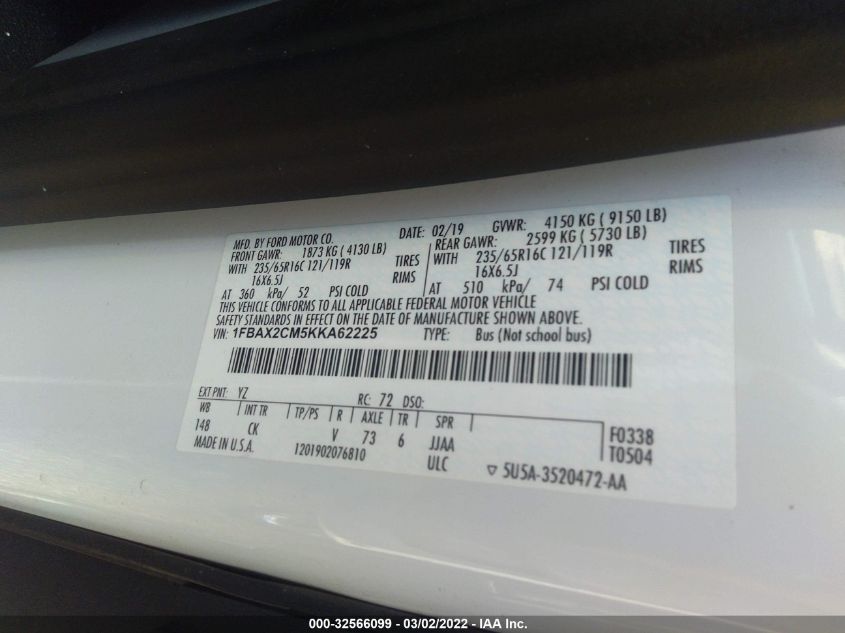 MFD. BY FORD MOTOR CO. DATE: 02/19 GVWR: 4150 KG ( 9150 LB)
FRONT GAWR: 1873 KG ( 4130 LB) REAR GAWR: 2599 KG ( 5730 LB)
WITH 235/65R16C 121/119R TIRES WITH 235/65R16C 121/119R TIRES
16X6.5J RIMS 16X6.5J RIMS
AT 360 kPa/ 52 PSI COLD AT 510 kPa/ 74 PSI COLD
THIS VEHICLE CONFORMS TO ALL APPLICABLE FEDERAL MOTOR VEHICLE
SAFETY STANDARDS IN EFFECT ON THE DATE OF MANUFACTURE SHOWN ABOVE.
VIN: 1FBAX2CM5KKA62225 TYPE: Bus (Not school bus)
EXT PNT: YZ RC: 72 DSO:
WB INT TR TP/PS R AXLE TR SPR
148 CK V 73 6 JJAA F0338
MADE IN U.S.A. 1201902076810 ULC T0504
5U5A-3520472-AA
000-32566099 - 03/02/2022 - IAA Inc.